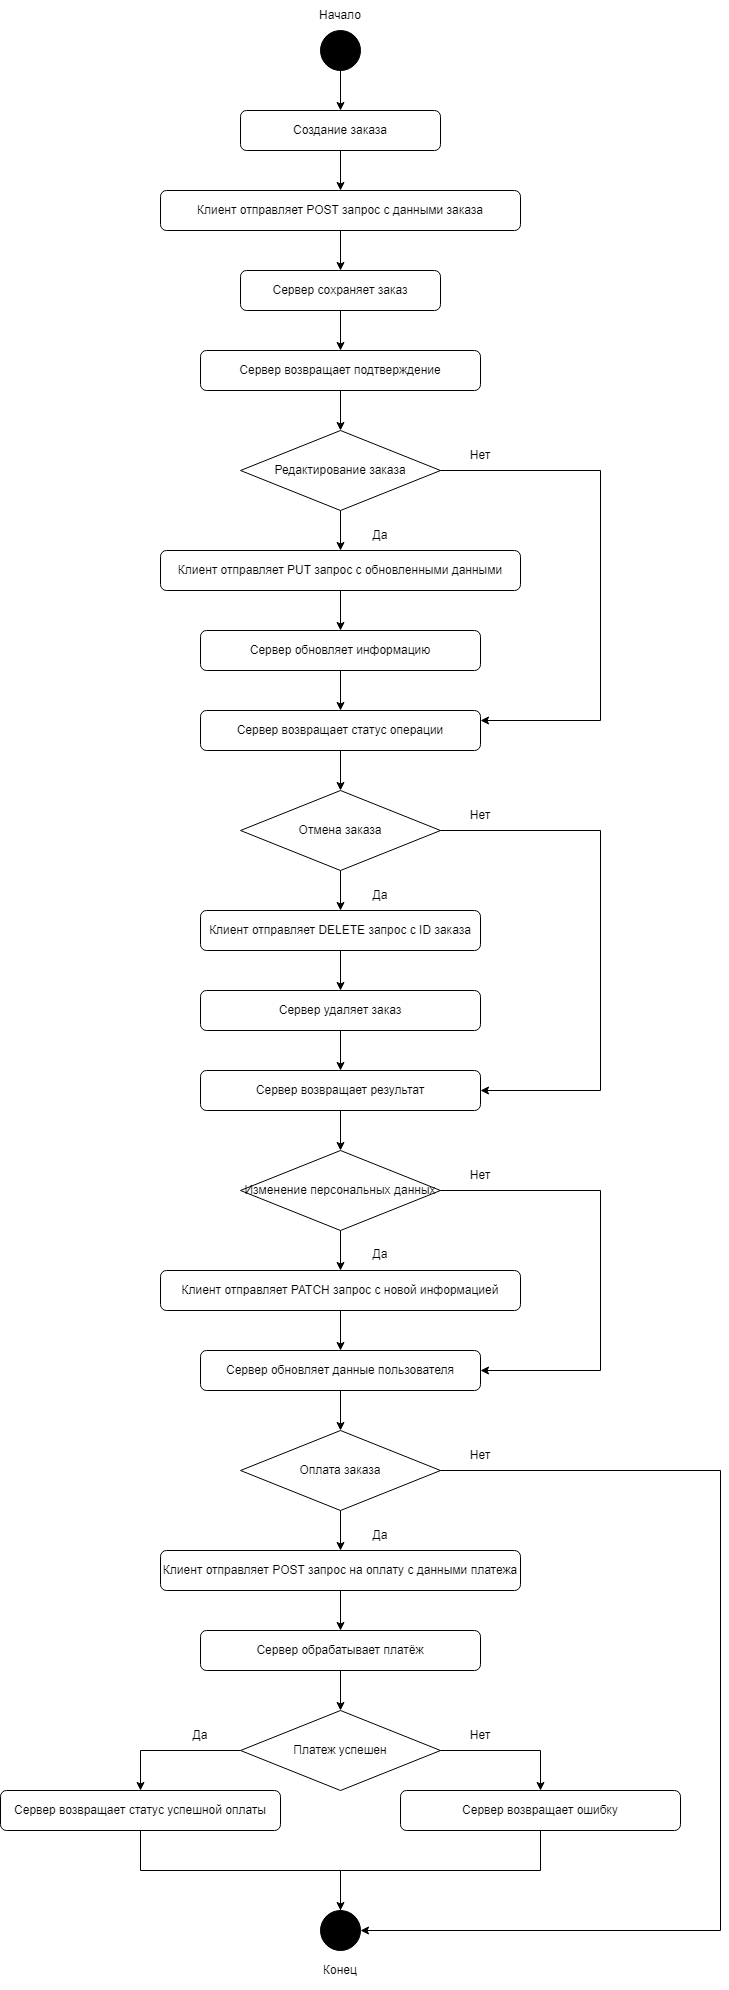 Начало
Создание заказа
Клиент отправляет POST запрос с данными заказа
Сервер сохраняет заказ
Сервер возвращает подтверждение
Редактирование заказа
Нет
Да
Клиент отправляет PUT запрос с обновленными данными
Сервер обновляет информацию
Сервер возвращает статус операции
Отмена заказа
Нет
Да
Клиент отправляет DELETE запрос с ID заказа
Сервер удаляет заказ
Сервер возвращает результат
Изменение персональных данных
Нет
Да
Клиент отправляет PATCH запрос с новой информацией
Сервер обновляет данные пользователя
Оплата заказа
Нет
Да
Клиент отправляет POST запрос на оплату с данными платежа
Сервер обрабатывает платёж
Платеж успешен
Да
Нет
Сервер возвращает статус успешной оплаты
Сервер возвращает ошибку
Конец